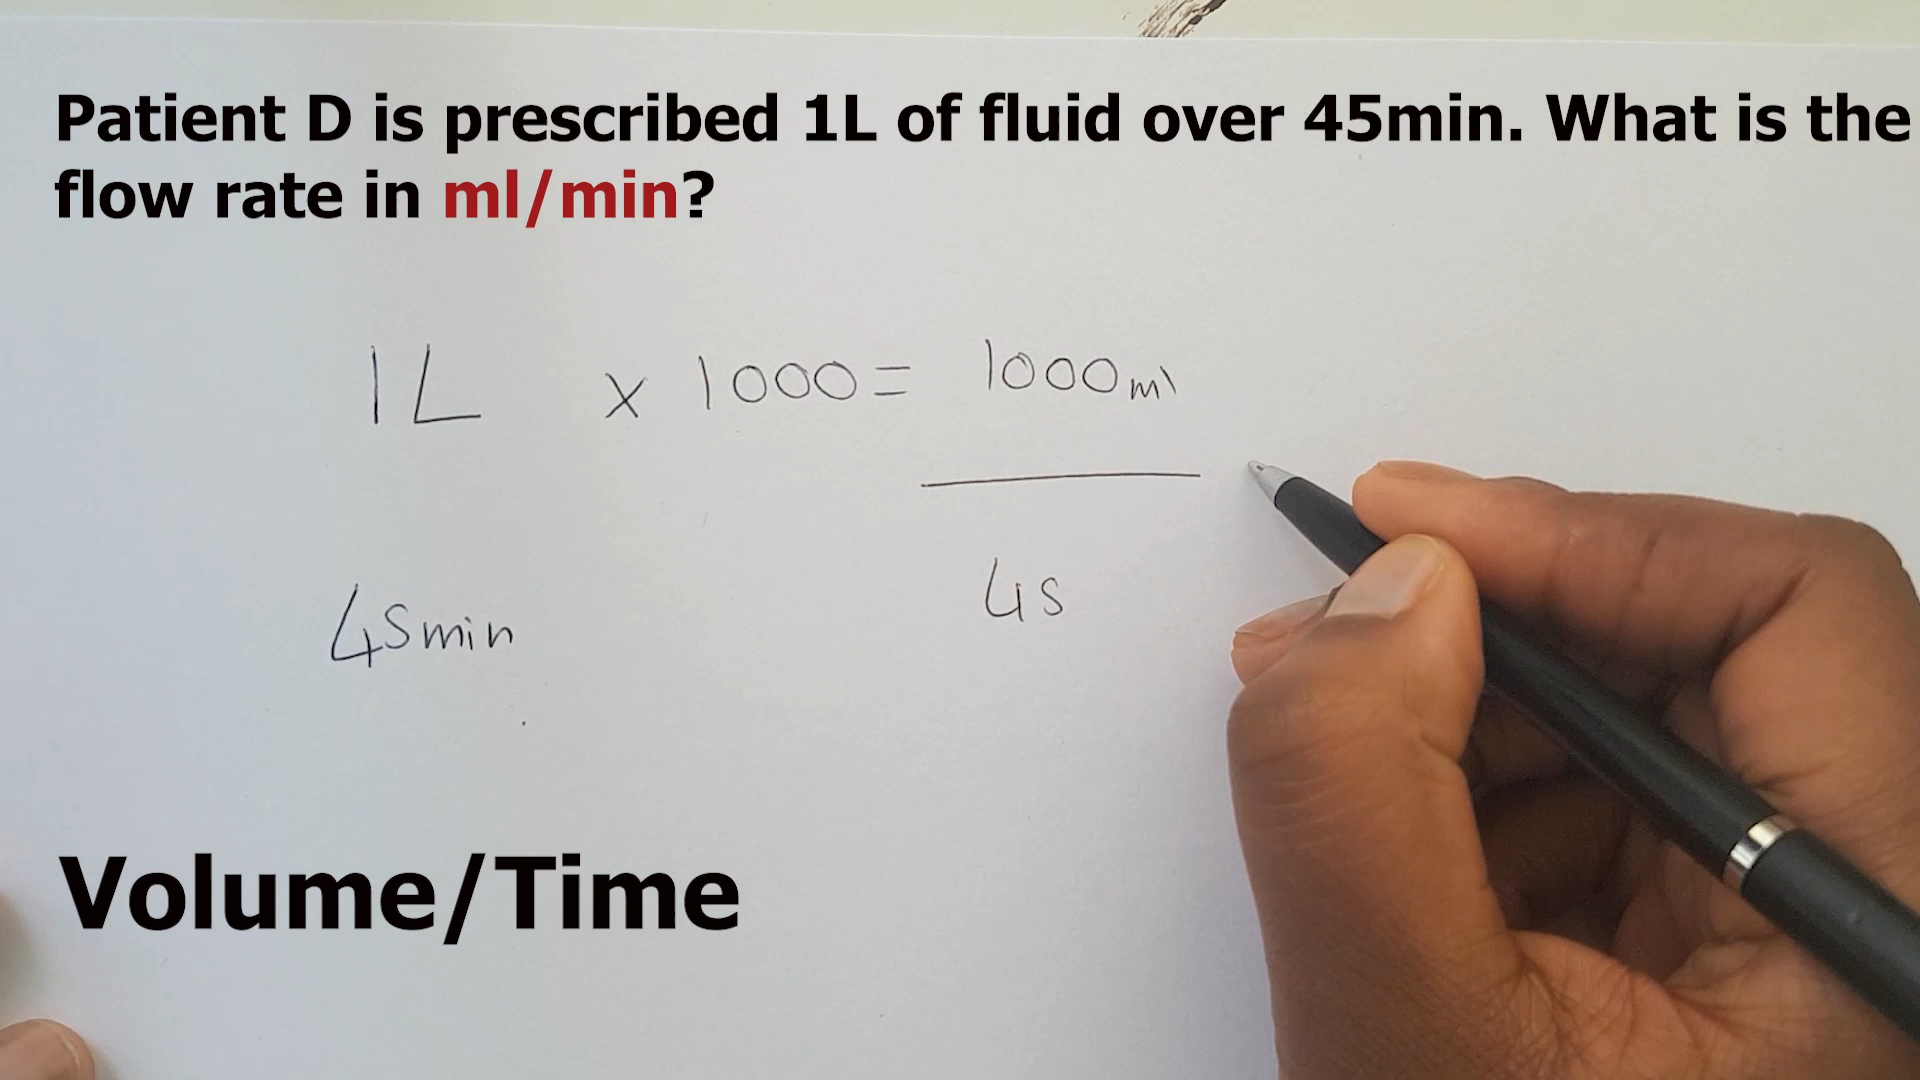 Patient D is prescribed 1L of fluid over 45min. What is the
flow rate in ml/min?
1L x 1000 = 1000ml
45
45min
Volume/Time